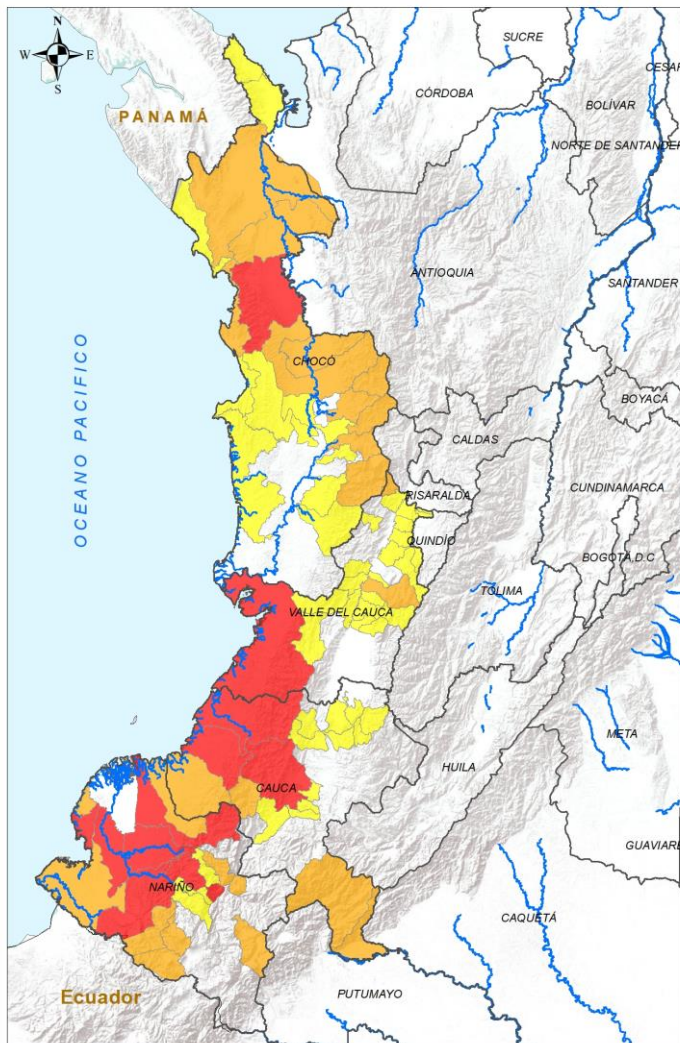 N
W E
S
SUCRE
CESAR
PANAMÁ
CÓRDOBA
BOLÍVAR
NORTE DE SANTANDER
ANTIOQUIA
SANTANDER
OCEANO PACIFICO
CHOCÓ
BOYACÁ
CALDAS
RISARALDA
CUNDINAMARCA
QUINDÍO
BOGOTÁ, D.C
TOLIMA
VALLE DEL CAUCA
META
HUILA
CAUCA
GUAVIARE
NARIÑO
CAQUETÁ
Ecuador
PUTUMAYO